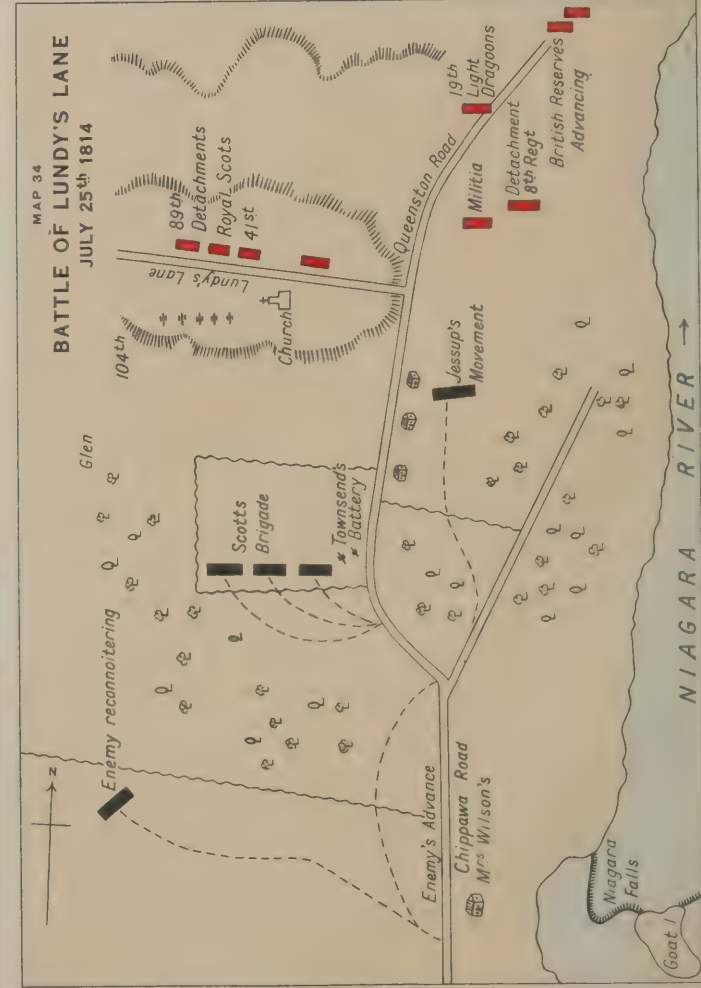 MAP 34
BATTLE OF LUNDY'S LANE
JULY 25th 1814
N
Enemy reconnoitering
Glen
104th
89th
Detachments
Royal Scots
41st
Lundy's Lane
Church
19th
Light
Dragoons
Queenston Road
Militia
Detachment
8th Regt
British Reserves
Advancing
Scotts
Brigade
Townsend's
Battery
Jessup's
Movement
Enemy's Advance
Chippawa Road
Mrs Wilson's
Niagara
Falls
Goat I
NIAGARA RIVER